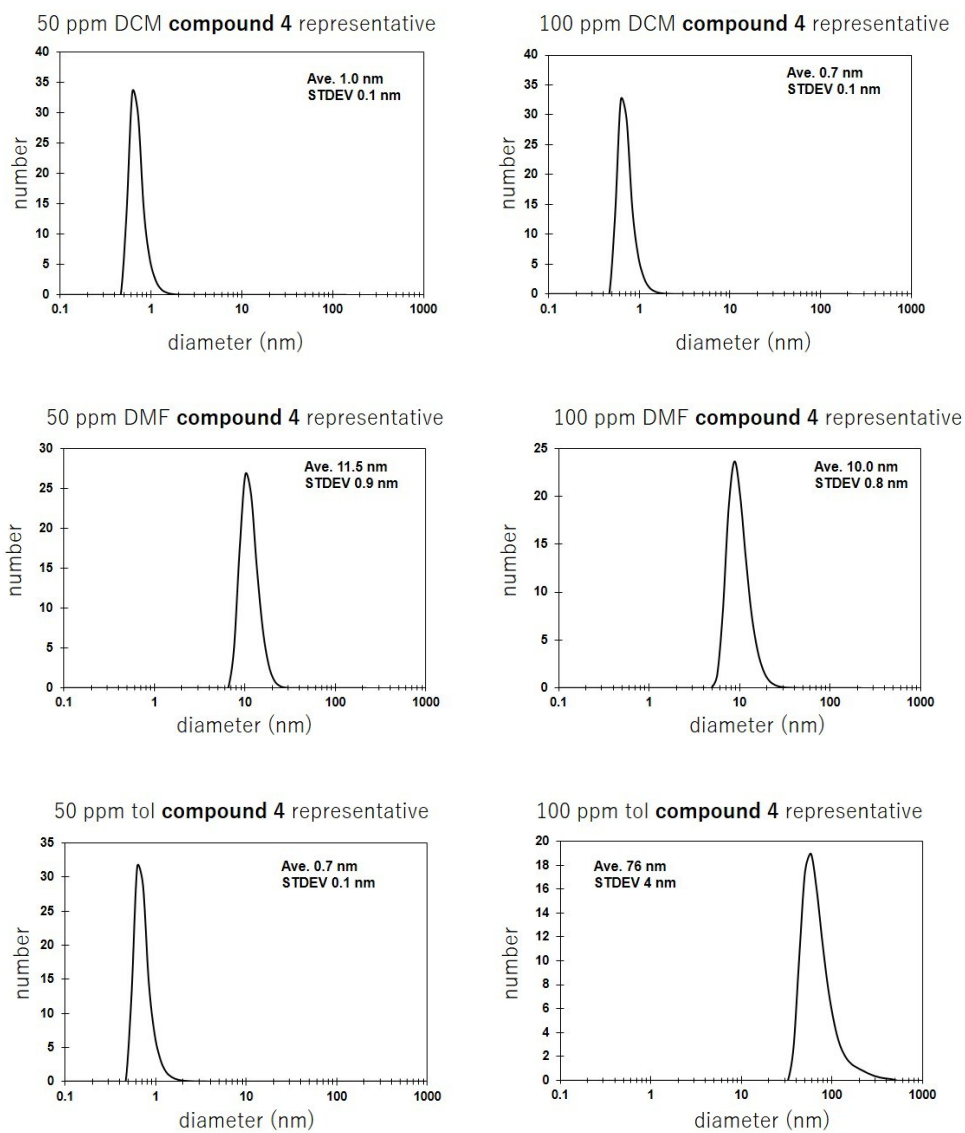 50 ppm DCM compound 4 representative
40
35
30
25
20
15
10
5
0
number
Ave. 1.0 nm
STDEV 0.1 nm
0.1 1 10 100 1000
diameter (nm)
100 ppm DCM compound 4 representative
40
35
30
25
20
15
10
5
0
number
Ave. 0.7 nm
STDEV 0.1 nm
0.1 1 10 100 1000
diameter (nm)
50 ppm DMF compound 4 representative
30
25
20
15
10
5
0
number
Ave. 11.5 nm
STDEV 0.9 nm
0.1 1 10 100 1000
diameter (nm)
100 ppm DMF compound 4 representative
25
20
15
10
5
0
number
Ave. 10.0 nm
STDEV 0.8 nm
0.1 1 10 100 1000
diameter (nm)
50 ppm tol compound 4 representative
35
30
25
20
15
10
5
0
number
Ave. 0.7 nm
STDEV 0.1 nm
0.1 1 10 100 1000
diameter (nm)
100 ppm tol compound 4 representative
20
18
16
14
12
10
8
6
4
2
0
number
Ave. 76 nm
STDEV 4 nm
0.1 1 10 100 1000
diameter (nm)